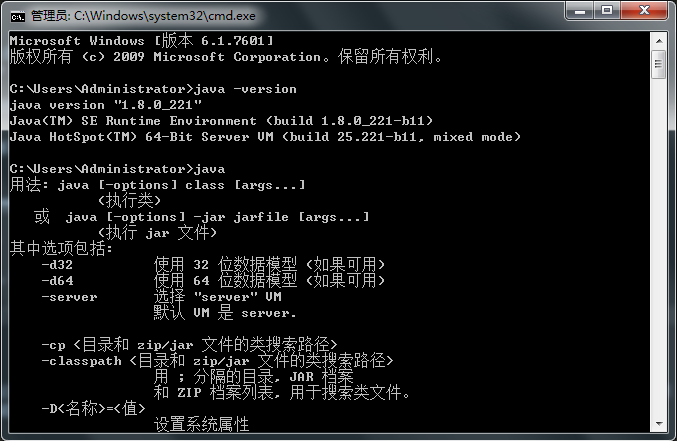 管理员: C:\Windows\system32\cmd.exe
Microsoft Windows [版本 6.1.7601]
版权所有 (c) 2009 Microsoft Corporation。保留所有权利。
C:\Users\Administrator>java -version
java version "1.8.0_221"
Java(TM) SE Runtime Environment (build 1.8.0_221-b11)
Java HotSpot(TM) 64-Bit Server VM (build 25.221-b11, mixed mode)
C:\Users\Administrator>java
用法: java [-options] class [args...]
(执行类)
或 java [-options] -jar jarfile [args...]
(执行 jar 文件)
其中选项包括:
-d32 使用 32 位数据模型 (如果可用)
-d64 使用 64 位数据模型 (如果可用)
-server 选择 "server" VM
默认 VM 是 server.
-cp <目录和 zip/jar 文件的类搜索路径>
-classpath <目录和 zip/jar 文件的类搜索路径>
用 ; 分隔的目录, JAR 档案
和 ZIP 档案列表, 用于搜索类文件。
-D<名称>=<值>
设置系统属性